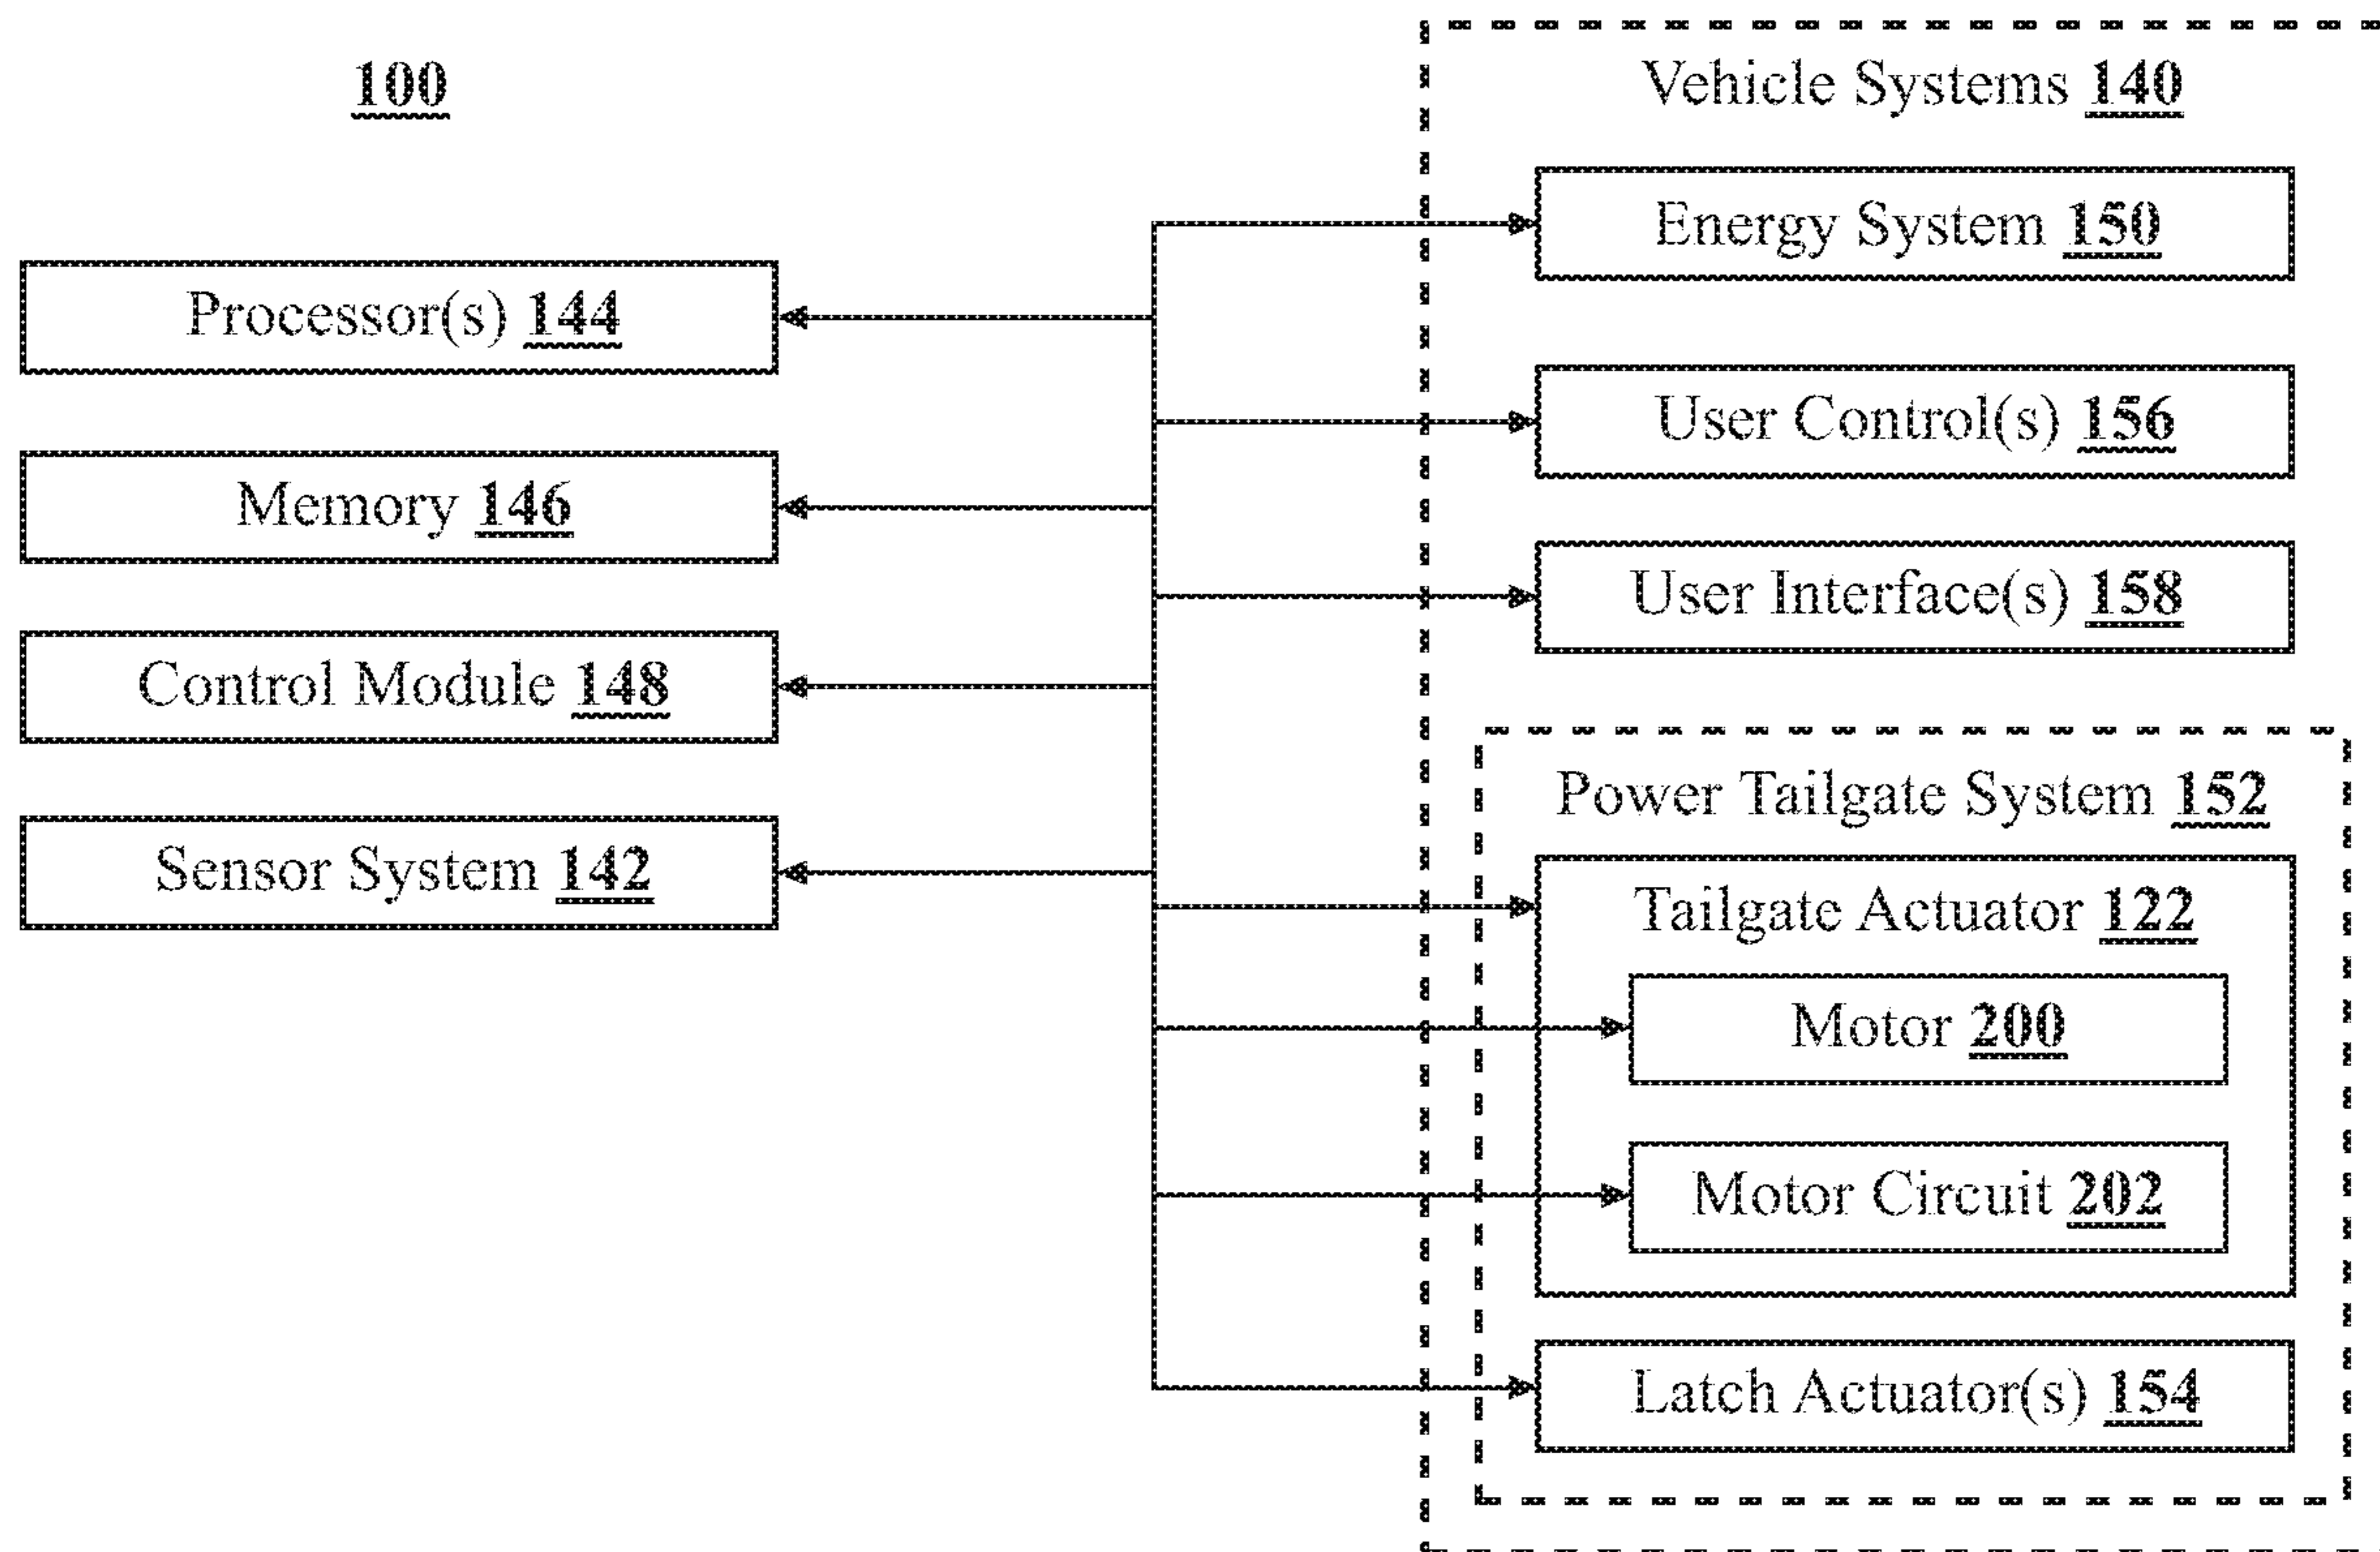 100
Processor(s) 144
Memory 146
Control Module 148
Sensor System 142
Vehicle Systems 140
Energy System 150
User Control(s) 156
User Interface(s) 158
Power Tailgate System 152
Tailgate Actuator 122
Motor 200
Motor Circuit 202
Latch Actuator(s) 154